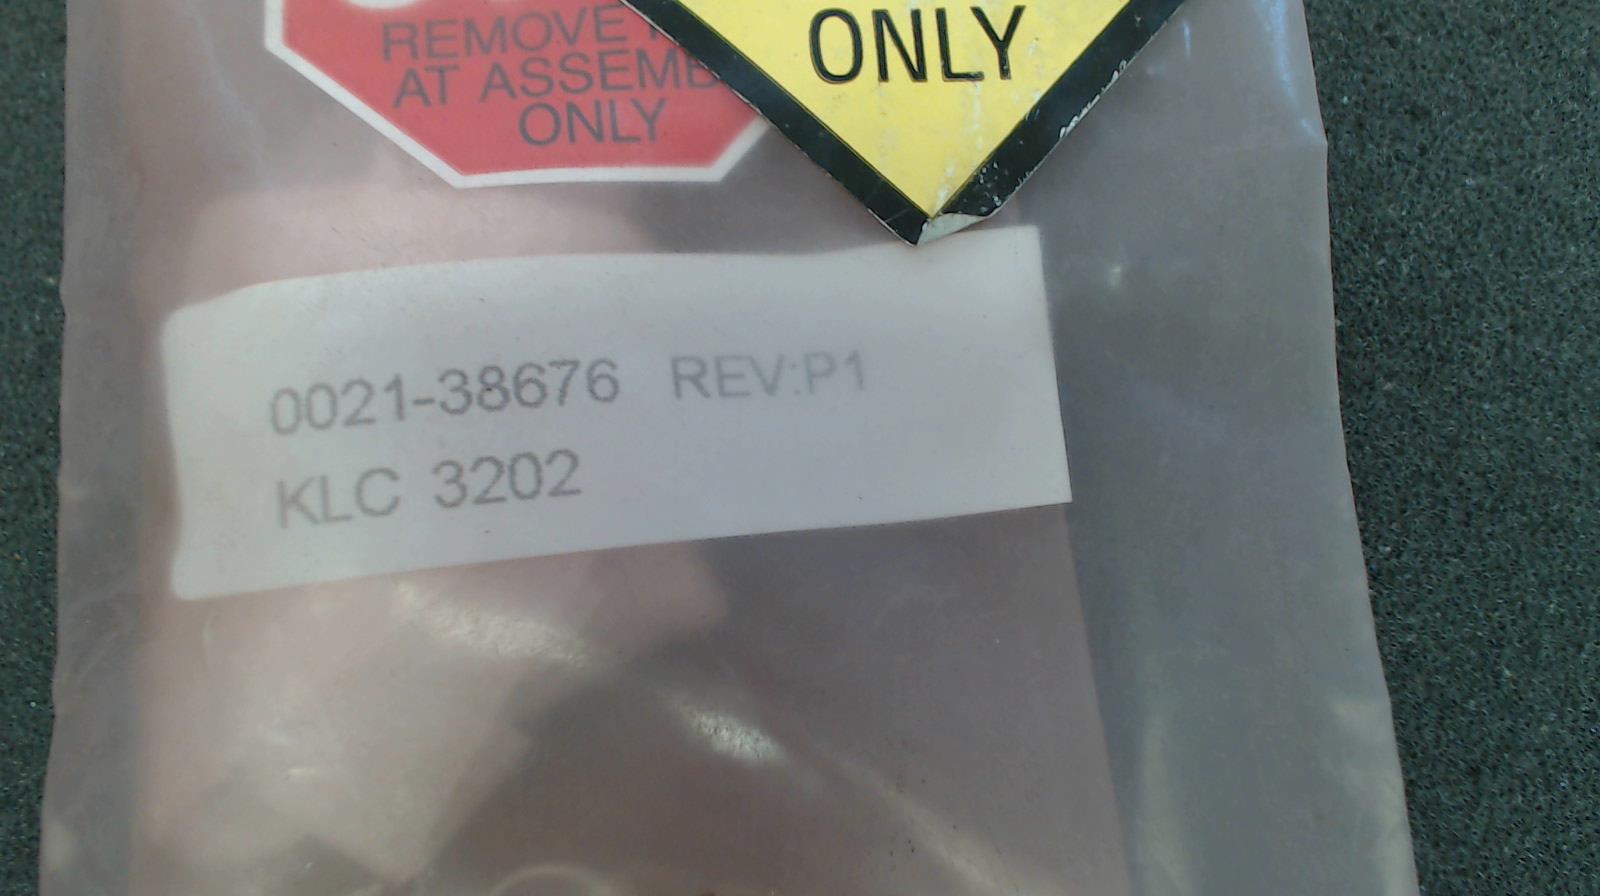 REMOVE
AT ASSEMB
ONLY
ONLY
0021-38676 REV:P1
KLC 3202